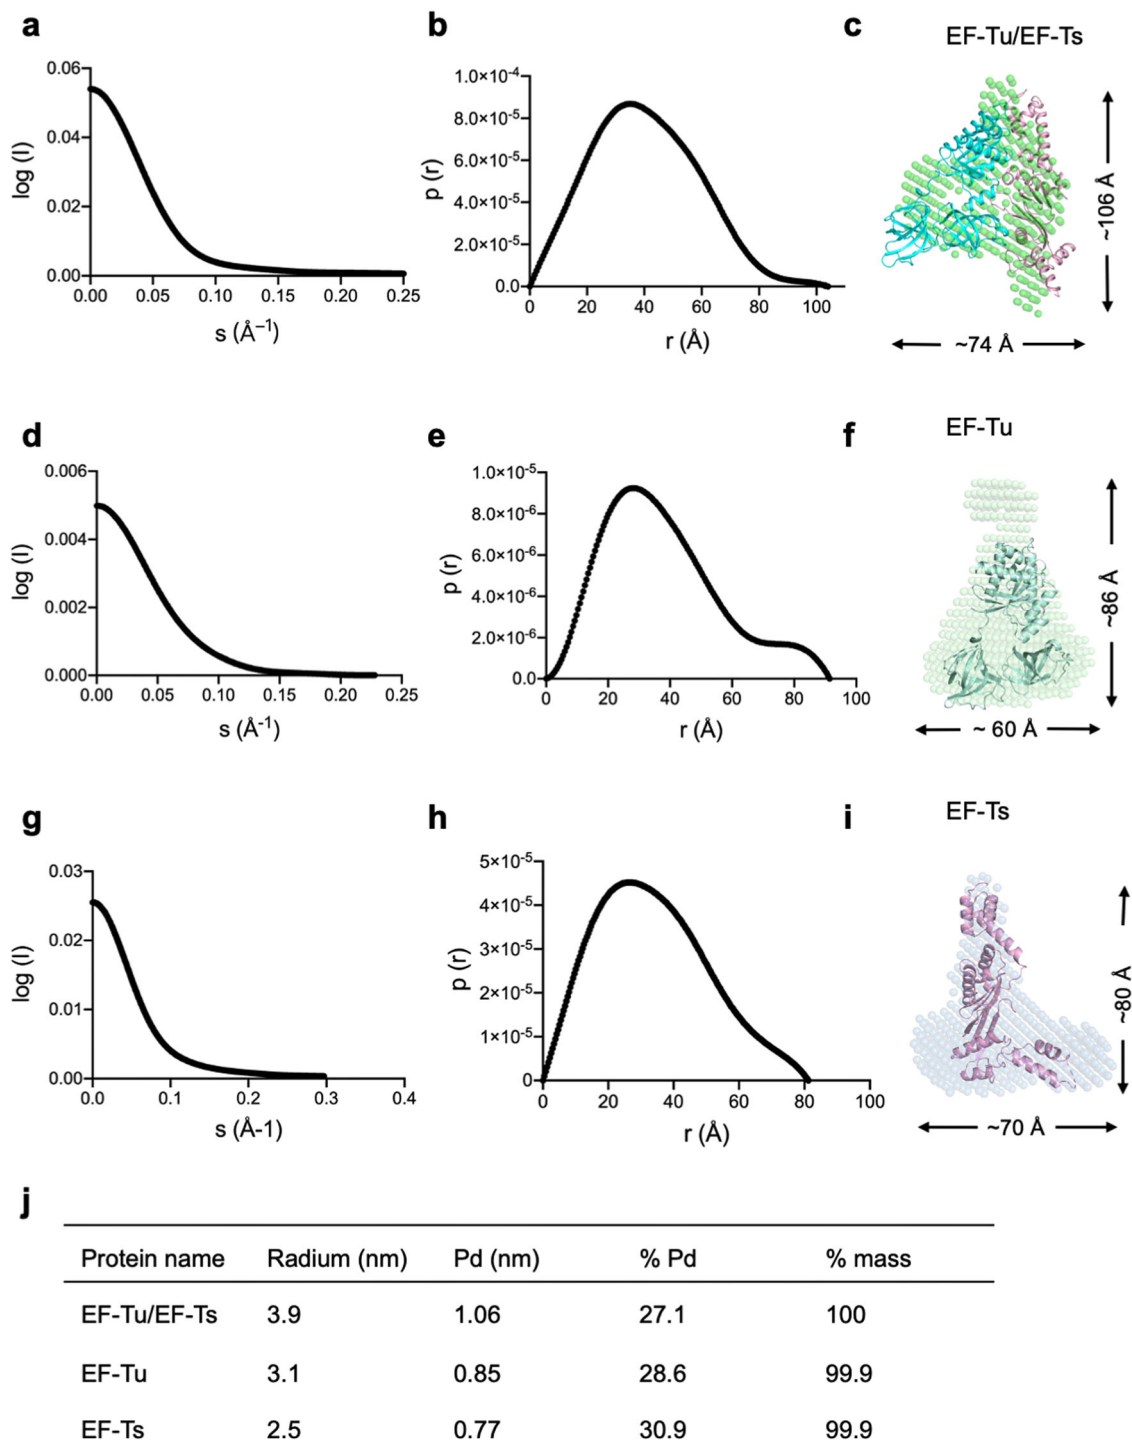 a
b
c
EF-Tu/EF-Ts
0.06
0.04
0.02
0.00
log (I)
0.00 0.05 0.10 0.15 0.20 0.25
s (Å⁻¹)
1.0×10⁻⁴
8.0×10⁻⁵
6.0×10⁻⁵
4.0×10⁻⁵
2.0×10⁻⁵
0.0
p (r)
0 20 40 60 80 100
r (Å)
~106 Å
~74 Å
d
e
f
EF-Tu
0.006
0.004
0.002
0.000
log (I)
0.00 0.05 0.10 0.15 0.20 0.25
s (Å⁻¹)
1.0×10⁻⁵
8.0×10⁻⁶
6.0×10⁻⁶
4.0×10⁻⁶
2.0×10⁻⁶
0.0
p (r)
0 20 40 60 80 100
r (Å)
~86 Å
~ 60 Å
g
h
i
EF-Ts
0.03
0.02
0.01
0.00
log (I)
0.0 0.1 0.2 0.3 0.4
s (Å-1)
5×10⁻⁵
4×10⁻⁵
3×10⁻⁵
2×10⁻⁵
1×10⁻⁵
0
p (r)
0 20 40 60 80 100
r (Å)
~80 Å
~70 Å
j
Protein name Radium (nm) Pd (nm) % Pd % mass
EF-Tu/EF-Ts 3.9 1.06 27.1 100
EF-Tu 3.1 0.85 28.6 99.9
EF-Ts 2.5 0.77 30.9 99.9